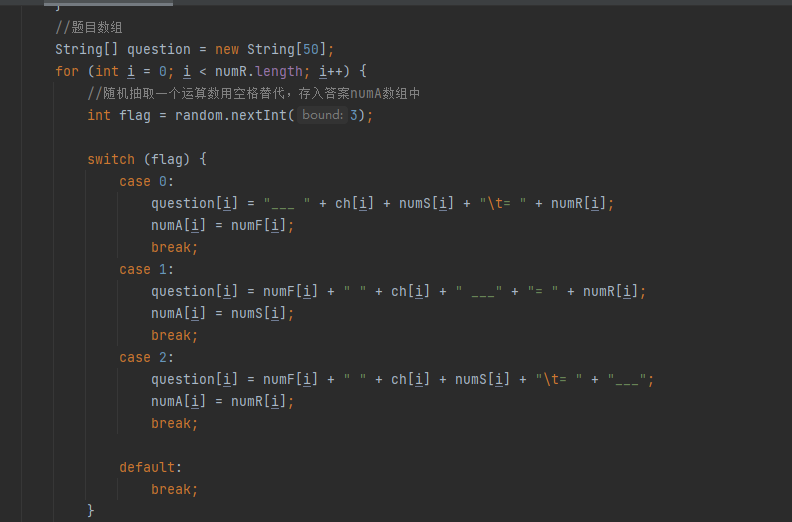 }
//题目数组
String[] question = new String[50];
for (int i = 0; i < numR.length; i++) {
//随机抽取一个运算数用空格替代，存入答案numA数组中
int flag = random.nextInt( bound: 3);
switch (flag) {
case 0:
question[i] = "___ " + ch[i] + numS[i] + "\t= " + numR[i];
numA[i] = numF[i];
break;
case 1:
question[i] = numF[i] + " " + ch[i] + " ___" + "= " + numR[i];
numA[i] = numS[i];
break;
case 2:
question[i] = numF[i] + " " + ch[i] + numS[i] + "\t= " + "___";
numA[i] = numR[i];
break;
default:
break;
}